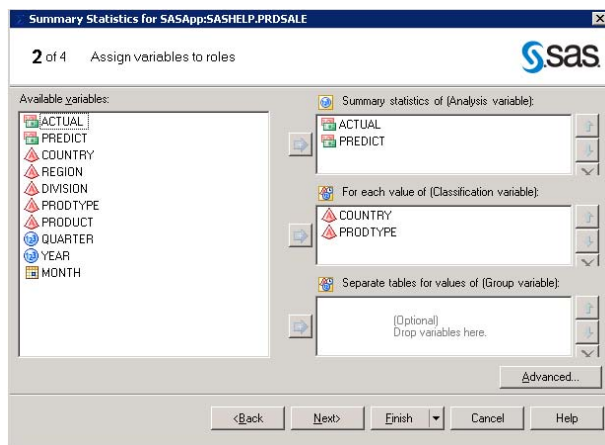 Summary Statistics for SASApp:SASHELP.PRDSALE
2 of 4 Assign variables to roles
sas.
Available variables:
ACTUAL
PREDICT
COUNTRY
REGION
DIVISION
PRODTYPE
PRODUCT
QUARTER
YEAR
MONTH
Summary statistics of (Analysis variable):
ACTUAL
PREDICT
For each value of (Classification variable):
COUNTRY
PRODTYPE
Separate tables for values of (Group variable):
(Optional)
Drop variables here.
Advanced...
<Back Next> Finish Cancel Help